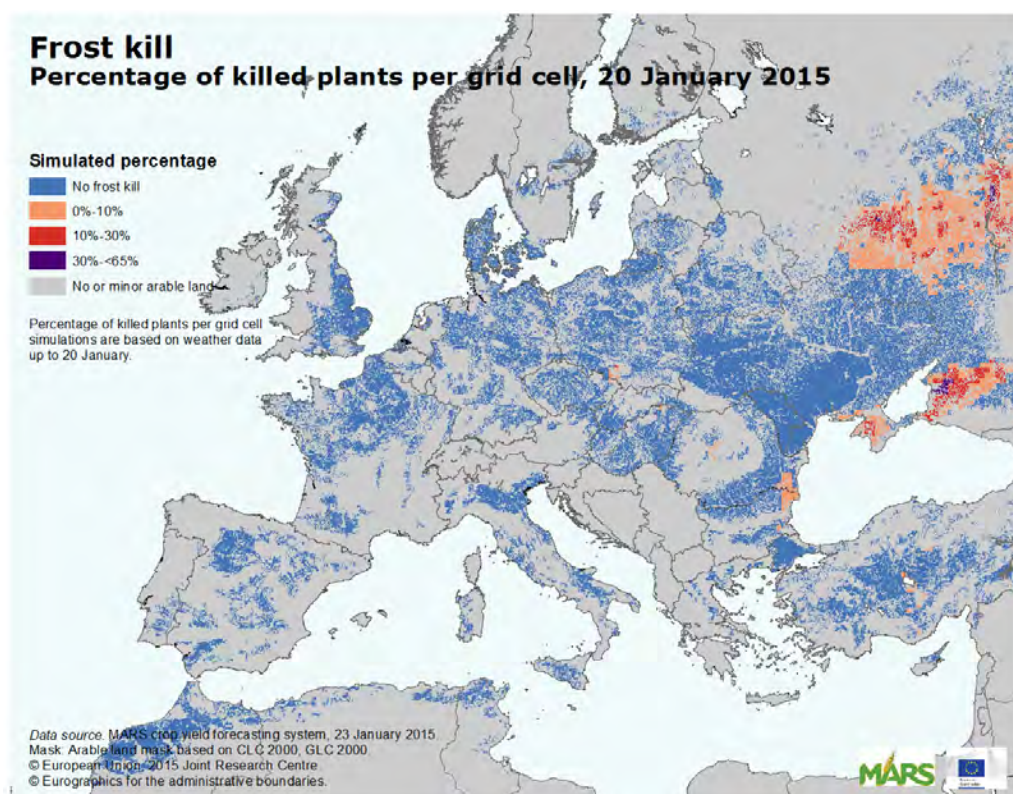 Frost kill
Percentage of killed plants per grid cell, 20 January 2015
Simulated percentage
No frost kill
0%-10%
10%-30%
30%-<65%
No or minor arable land
Percentage of killed plants per grid cell
simulations are based on weather data
up to 20 January.
Data source: MARS crop yield forecasting system, 23 January 2015
Mask: Arable land mask based on CLC 2000, GLC 2000
© European Union, 2015 Joint Research Centre
© Eurographics for the administrative boundaries.
MARS